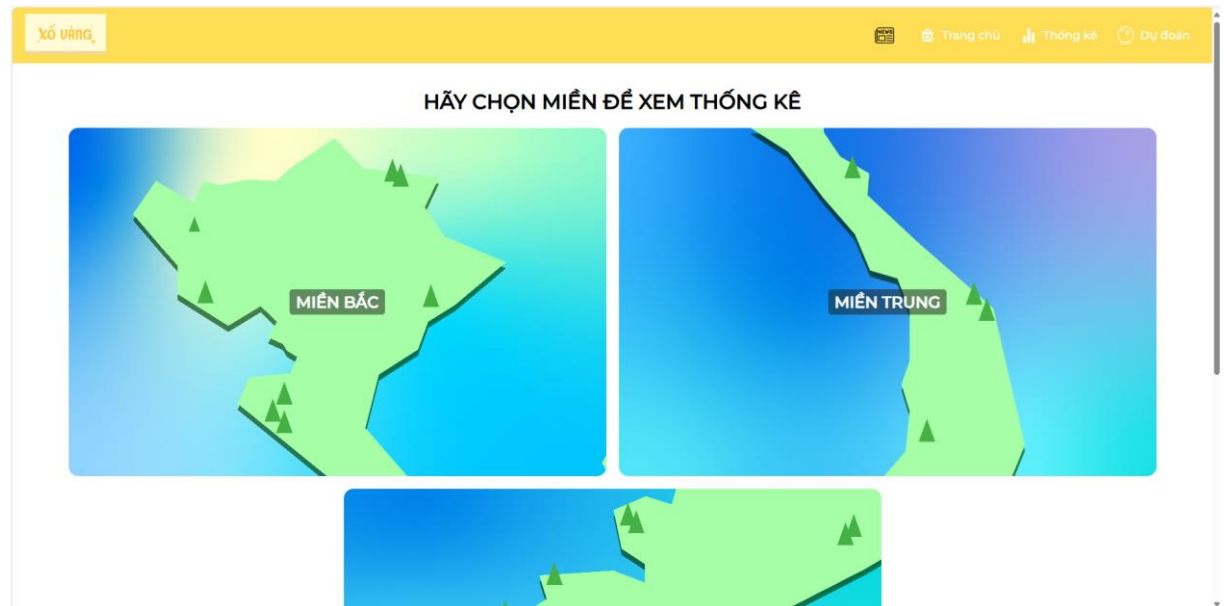 XỔ VÀNG
NEWS
Trang chủ
Thống kê
Dự đoán
HÃY CHỌN MIỀN ĐỂ XEM THỐNG KÊ
MIỀN BẮC
MIỀN TRUNG